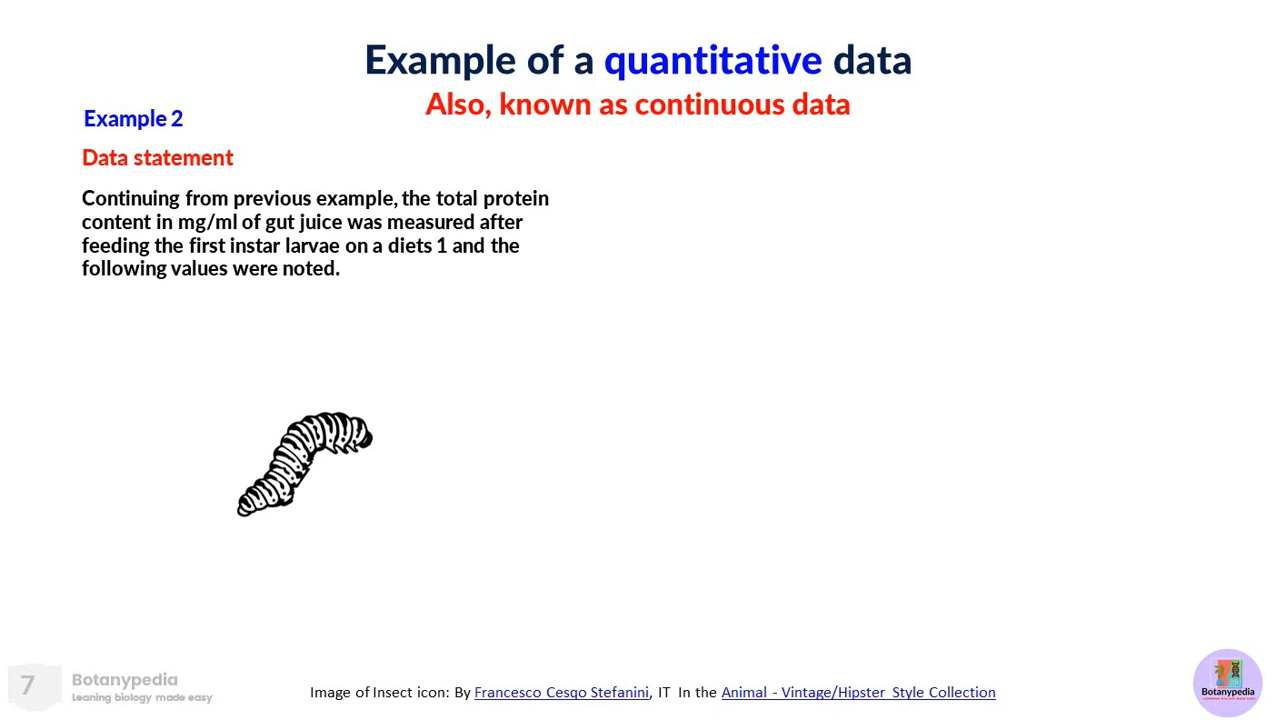 Example of a quantitative data
Also, known as continuous data
Example 2
Data statement
Continuing from previous example, the total protein
content in mg/ml of gut juice was measured after
feeding the first instar larvae on a diets 1 and the
following values were noted.
7
Botanypedia
Leaning biology made easy
Image of Insect icon: By Francesco Cesqo Stefanini, IT In the Animal - Vintage/Hipster Style Collection
Botanypedia